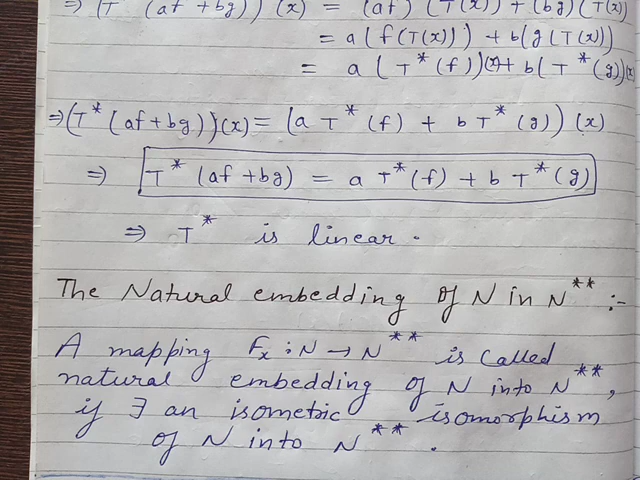 ⇒ (T* (af + bg)) (x) = (af) (T(x)) + (bg)(T(x))
= a(f(T(x))) + b(g(T(x)))
= a(T*(f))(x) + b(T*(g))(x)
⇒ (T*(af+bg))(x) = (a T*(f) + b T*(g)) (x)
⇒ T* (af + bg) = a T*(f) + b T*(g)
⇒ T* is linear.
The Natural embedding of N in N** :-
A mapping Fx : N → N** is called
natural embedding of N into N**,
if ∃ an isometric isomorphism
of N into N**.